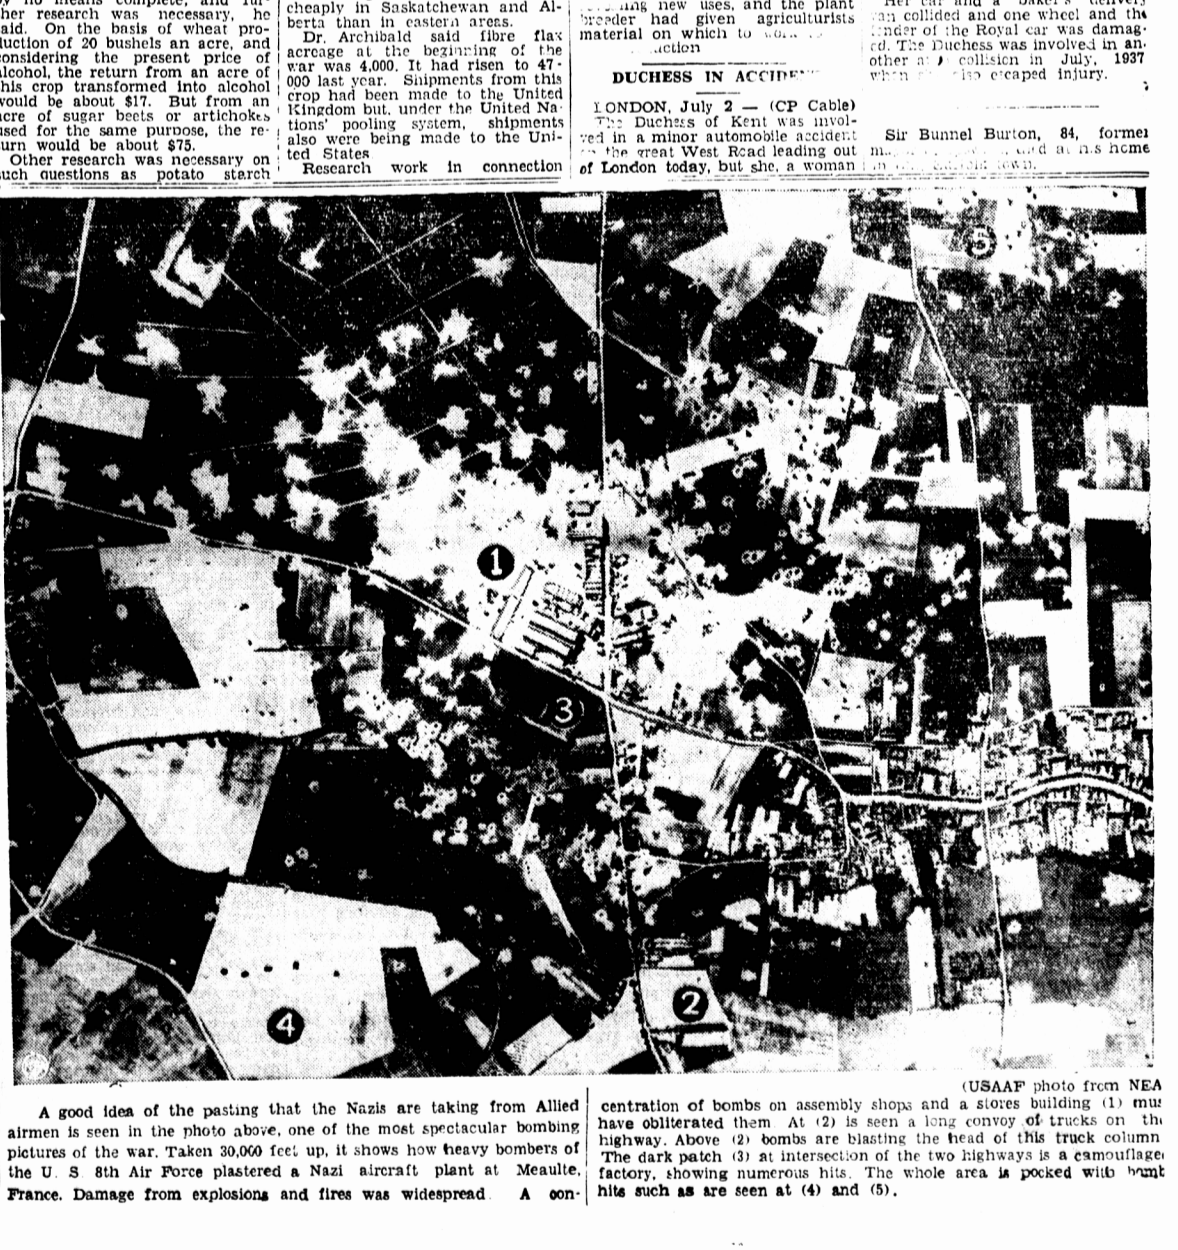 her research was necessary, he
aid. On the basis of wheat pro-
luction of 20 bushels an acre, and
considering the present price of
alcohol, the return from an acre of
his crop transformed into alcohol
would be about $17. But from an
acre of sugar beets or artichokes
used for the same purpose, the re-
urn would be about $75.
Other research was necessary on
such questions as potato starch
cheaply in Saskatchewan and Al-
berta than in eastern areas.
Dr. Archibald said fibre flax
acreage at the beginning of the
war was 4,000. It had risen to 47-
000 last year. Shipments from this
crop had been made to the United
Kingdom but, under the United Na-
tions' pooling system, shipments
also were being made to the Uni-
ted States
Research work in connection
new uses, and the plant
breeder had given agriculturists
material on which to
DUCHESS IN ACCIDENT
LONDON, July 2 — (CP Cable)
The Duchess of Kent was invol-
ved in a minor automobile accident
the great West Road leading out
of London today, but she, a woman
Her car and a baker's delivery
van collided and one wheel and the
fender of the Royal car was damag-
ed. The Duchess was involved in an-
other collision in July, 1937
when also escaped injury.
Sir Bunnel Burton, 84, former
at his home
1
2
3
4
5
(USAAF photo from NEA
A good idea of the pasting that the Nazis are taking from Allied
airmen is seen in the photo above, one of the most spectacular bombing
pictures of the war. Taken 30,000 feet up, it shows how heavy bombers of
the U. S 8th Air Force plastered a Nazi aircraft plant at Meaulte,
France. Damage from explosions and fires was widespread. A con-
centration of bombs on assembly shops and a stores building (1) mus
have obliterated them. At (2) is seen a long convoy of trucks on the
highway. Above (2) bombs are blasting the head of this truck column
The dark patch (3) at intersection of the two highways is a camouflage
factory, showing numerous hits. The whole area is pocked with bomb
hits such as are seen at (4) and (5).